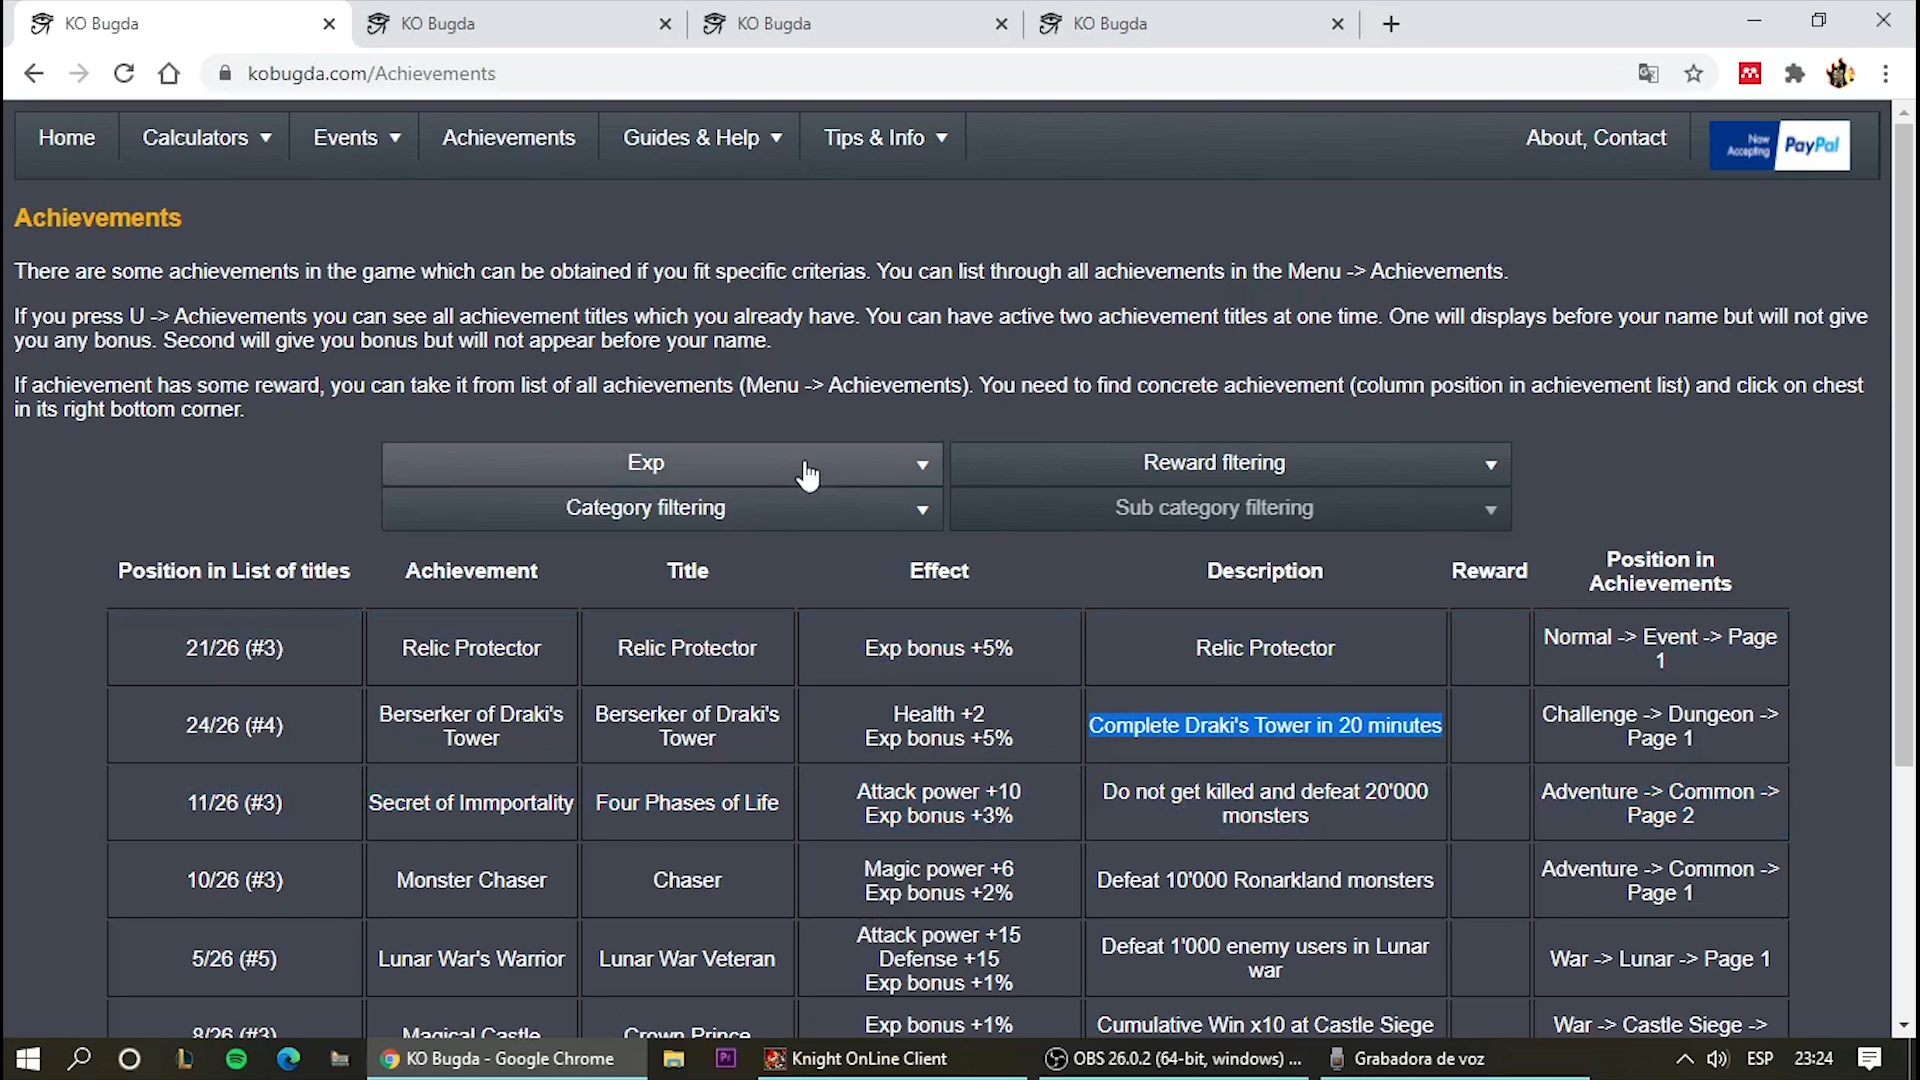 KO Bugda
KO Bugda
KO Bugda
KO Bugda
kobugda.com/Achievements
Home
Calculators
Events
Achievements
Guides & Help
Tips & Info
About, Contact
Now
Accepting
PayPal
Achievements
There are some achievements in the game which can be obtained if you fit specific criterias. You can list through all achievements in the Menu -> Achievements.
If you press U -> Achievements you can see all achievement titles which you already have. You can have active two achievement titles at one time. One will displays before your name but will not give
you any bonus. Second will give you bonus but will not appear before your name.
If achievement has some reward, you can take it from list of all achievements (Menu -> Achievements). You need to find concrete achievement (column position in achievement list) and click on chest
in its right bottom corner.
Exp
Reward fltering
Category filtering
Sub category filtering
Position in List of titles
Achievement
Title
Effect
Description
Reward
Position in
Achievements
21/26 (#3)
Relic Protector
Relic Protector
Exp bonus +5%
Relic Protector
Normal -> Event -> Page
1
24/26 (#4)
Berserker of Draki's
Tower
Berserker of Draki's
Tower
Health +2
Exp bonus +5%
Complete Draki's Tower in 20 minutes
Challenge -> Dungeon ->
Page 1
11/26 (#3)
Secret of Immportality
Four Phases of Life
Attack power +10
Exp bonus +3%
Do not get killed and defeat 20'000
monsters
Adventure -> Common ->
Page 2
10/26 (#3)
Monster Chaser
Chaser
Magic power +6
Exp bonus +2%
Defeat 10'000 Ronarkland monsters
Adventure -> Common ->
Page 1
5/26 (#5)
Lunar War's Warrior
Lunar War Veteran
Attack power +15
Defense +15
Exp bonus +1%
Defeat 1'000 enemy users in Lunar
war
War -> Lunar -> Page 1
8/26 (#3)
Magical Castle
Crown Prince
Exp bonus +1%
Cumulative Win x10 at Castle Siege
War -> Castle Siege ->
KO Bugda - Google Chrome
Pr
Knight OnLine Client
OBS 26.0.2 (64-bit, windows) ...
Grabadora de voz
ESP
23:24